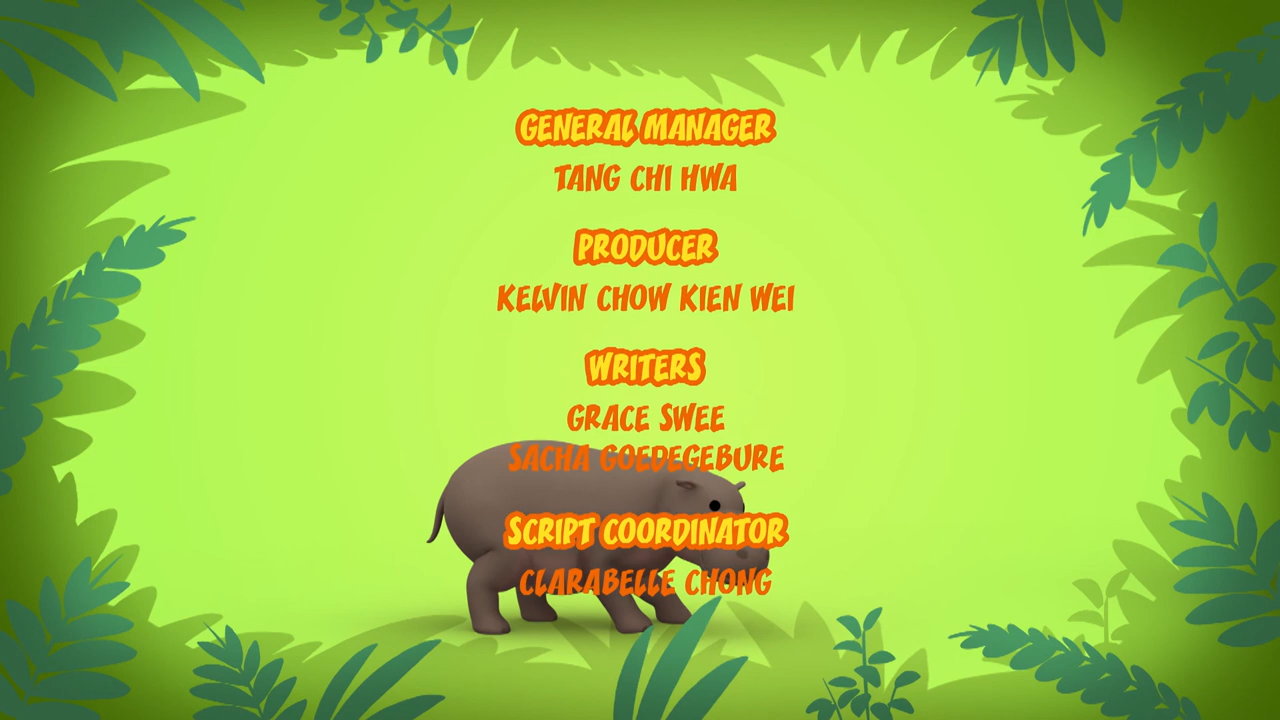 GENERAL MANAGER
TANG CHI HWA
PRODUCER
KELVIN CHOW KIEN WEI
WRITERS
GRACE SWEE
SACHA GOEDEGEBURE
SCRIPT COORDINATOR
CLARABELLE CHONG